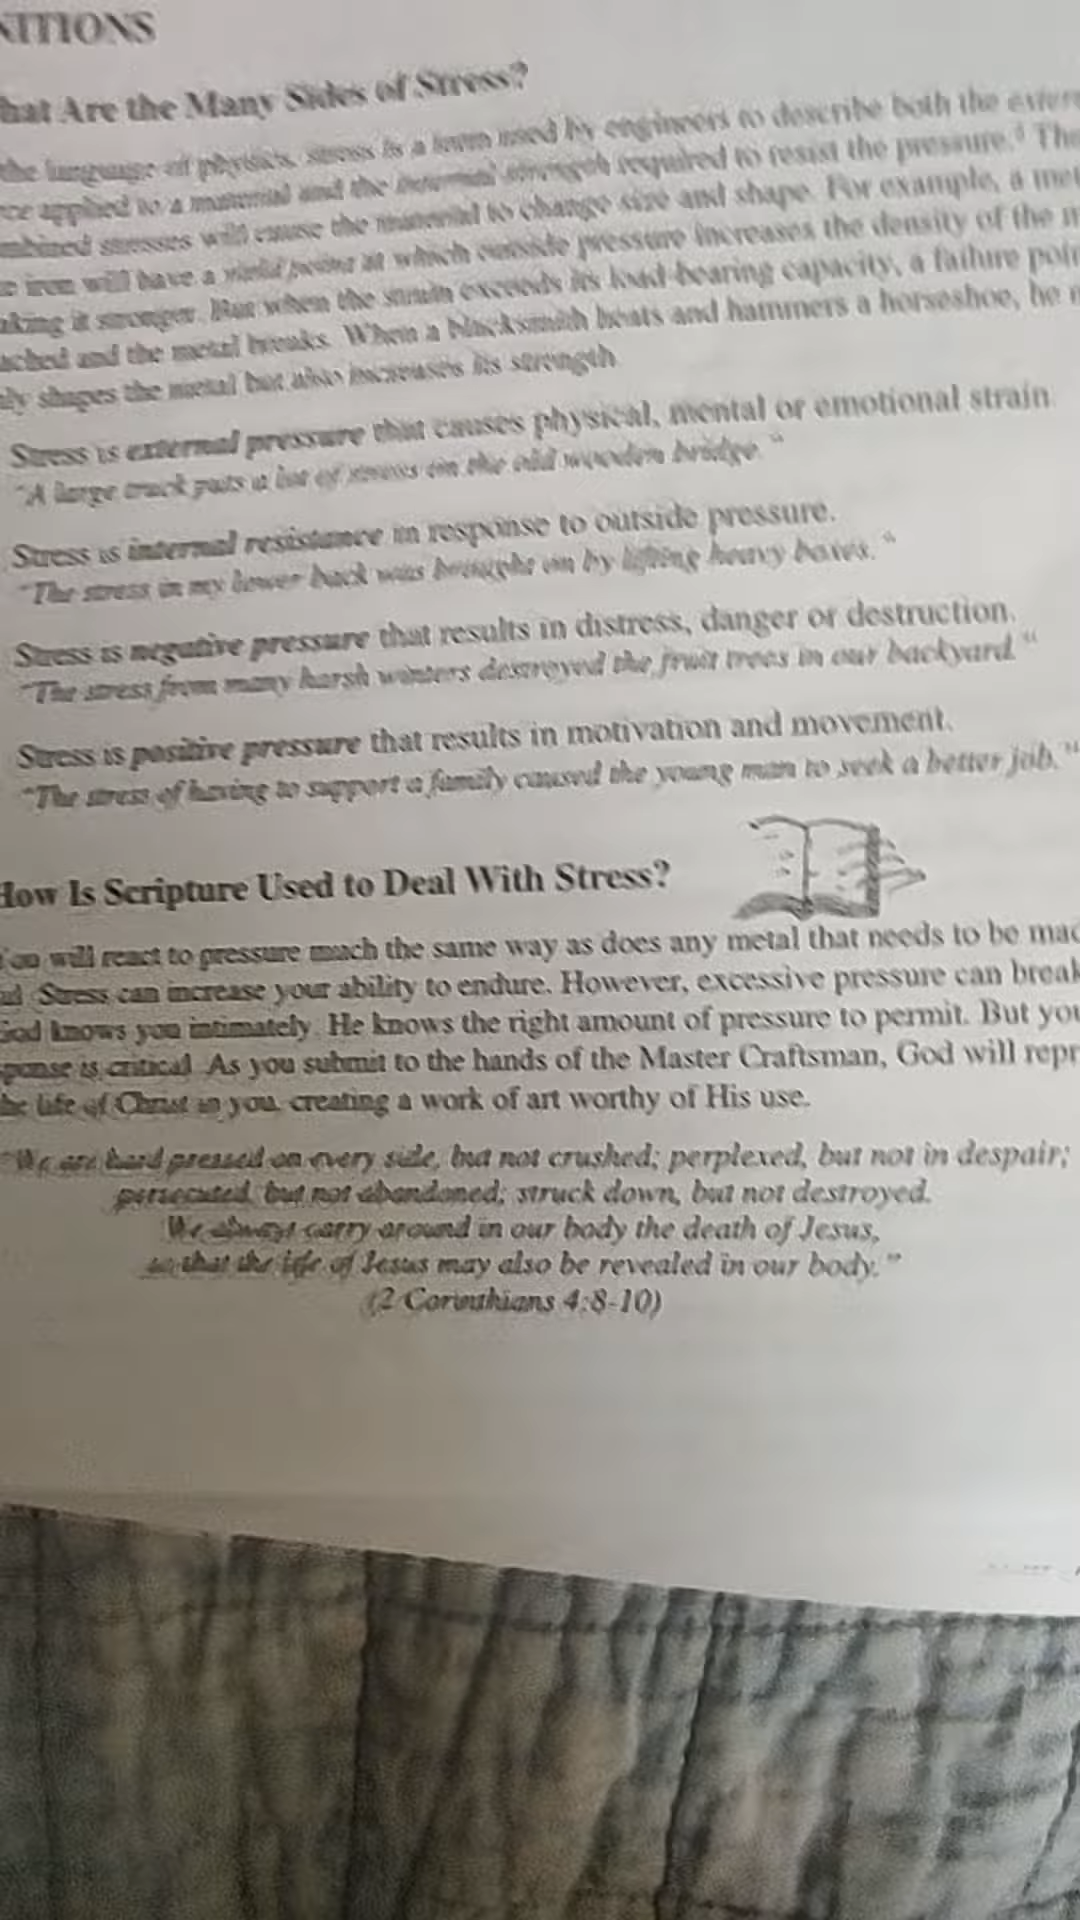 NITIONS
hat Are the Many Sides of Stress?
the language of physics, stress is a term used by engineers to describe both the extern
rce applied to a material and the internal strength required to resist the pressure. The
mbined stresses will cause the material to change size and shape. For example, a met
e iron will have a yield point at which outside pressure increases the density of the m
aking it stronger. But when the strain exceeds its load-bearing capacity, a failure poin
ached and the metal breaks. When a blacksmith heats and hammers a horseshoe, he n
ly shapes the metal but also increases its strength.
Stress is external pressure that causes physical, mental or emotional strain.
"A large truck puts a lot of stress on the old wooden bridge."
Stress is internal resistance in response to outside pressure.
"The stress in my lower back was brought on by lifting heavy boxes."
Stress is negative pressure that results in distress, danger or destruction.
"The stress from many harsh winters destroyed the fruit trees in our backyard."
Stress is positive pressure that results in motivation and movement.
"The stress of having to support a family caused the young man to seek a better job."
How Is Scripture Used to Deal With Stress?
You will react to pressure much the same way as does any metal that needs to be mad
Stress can increase your ability to endure. However, excessive pressure can break
God knows you intimately. He knows the right amount of pressure to permit. But you
ponse is critical. As you submit to the hands of the Master Craftsman, God will repr
he life of Christ in you, creating a work of art worthy of His use.
"We are hard pressed on every side, but not crushed; perplexed, but not in despair;
persecuted, but not abandoned; struck down, but not destroyed.
We always carry around in our body the death of Jesus,
so that the life of Jesus may also be revealed in our body."
(2 Corinthians 4:8-10)